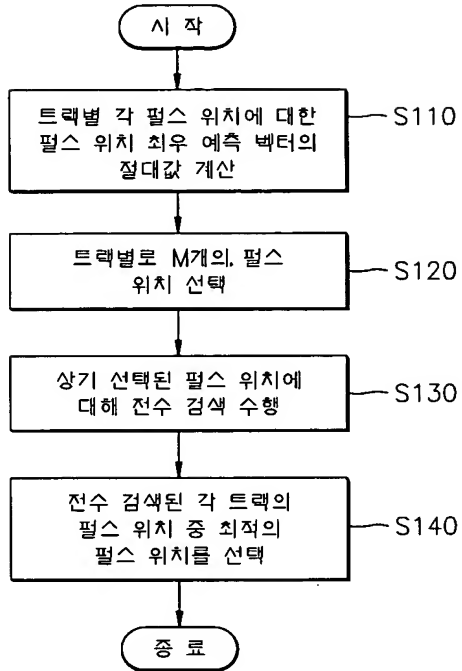 시 작
트랙별 각 펄스 위치에 대한
펄스 위치 최우 예측 벡터의
절대값 계산
S110
트랙별로 M개의. 펄스
위치 선택
S120
상기 선택된 펄스 위치에
대해 전수 검색 수행
S130
전수 검색된 각 트랙의
펄스 위치 중 최적의
펄스 위치를 선택
S140
종 료